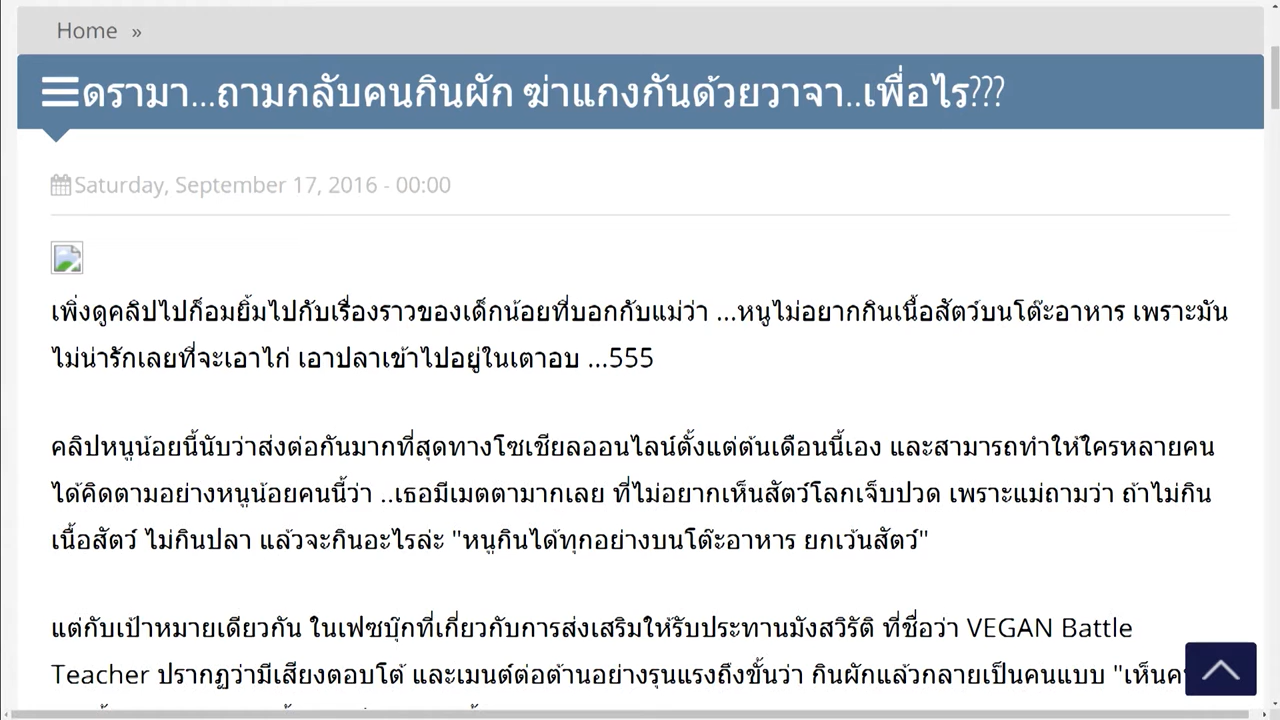 Home »
ดรามา...ถามกลับคนกินผัก ฆ่าแกงกันด้วยวาจา..เพื่อไร???
Saturday, September 17, 2016 - 00:00
เพิ่งดูคลิปไปก็อมยิ้มไปกับเรื่องราวของเด็กน้อยที่บอกกับแม่ว่า ...หนูไม่อยากกินเนื้อสัตว์บนโต๊ะอาหาร เพราะมัน
ไม่น่ารักเลยที่จะเอาไก่ เอาปลาเข้าไปอยู่ในเตาอบ ...555
คลิปหนูน้อยนี้นับว่าส่งต่อกันมากที่สุดทางโซเชียลออนไลน์ตั้งแต่ต้นเดือนนี้เอง และสามารถทำให้ใครหลายคน
ได้คิดตามอย่างหนูน้อยคนนี้ว่า ..เธอมีเมตตามากเลย ที่ไม่อยากเห็นสัตว์โลกเจ็บปวด เพราะแม่ถามว่า ถ้าไม่กิน
เนื้อสัตว์ ไม่กินปลา แล้วจะกินอะไรล่ะ "หนูกินได้ทุกอย่างบนโต๊ะอาหาร ยกเว้นสัตว์"
แต่กับเป้าหมายเดียวกัน ในเฟซบุ๊กที่เกี่ยวกับการส่งเสริมให้รับประทานมังสวิรัติ ที่ชื่อว่า VEGAN Battle
Teacher ปรากฏว่ามีเสียงตอบโต้ และเมนต์ต่อต้านอย่างรุนแรงถึงขั้นว่า กินผักแล้วกลายเป็นคนแบบ "เห็น